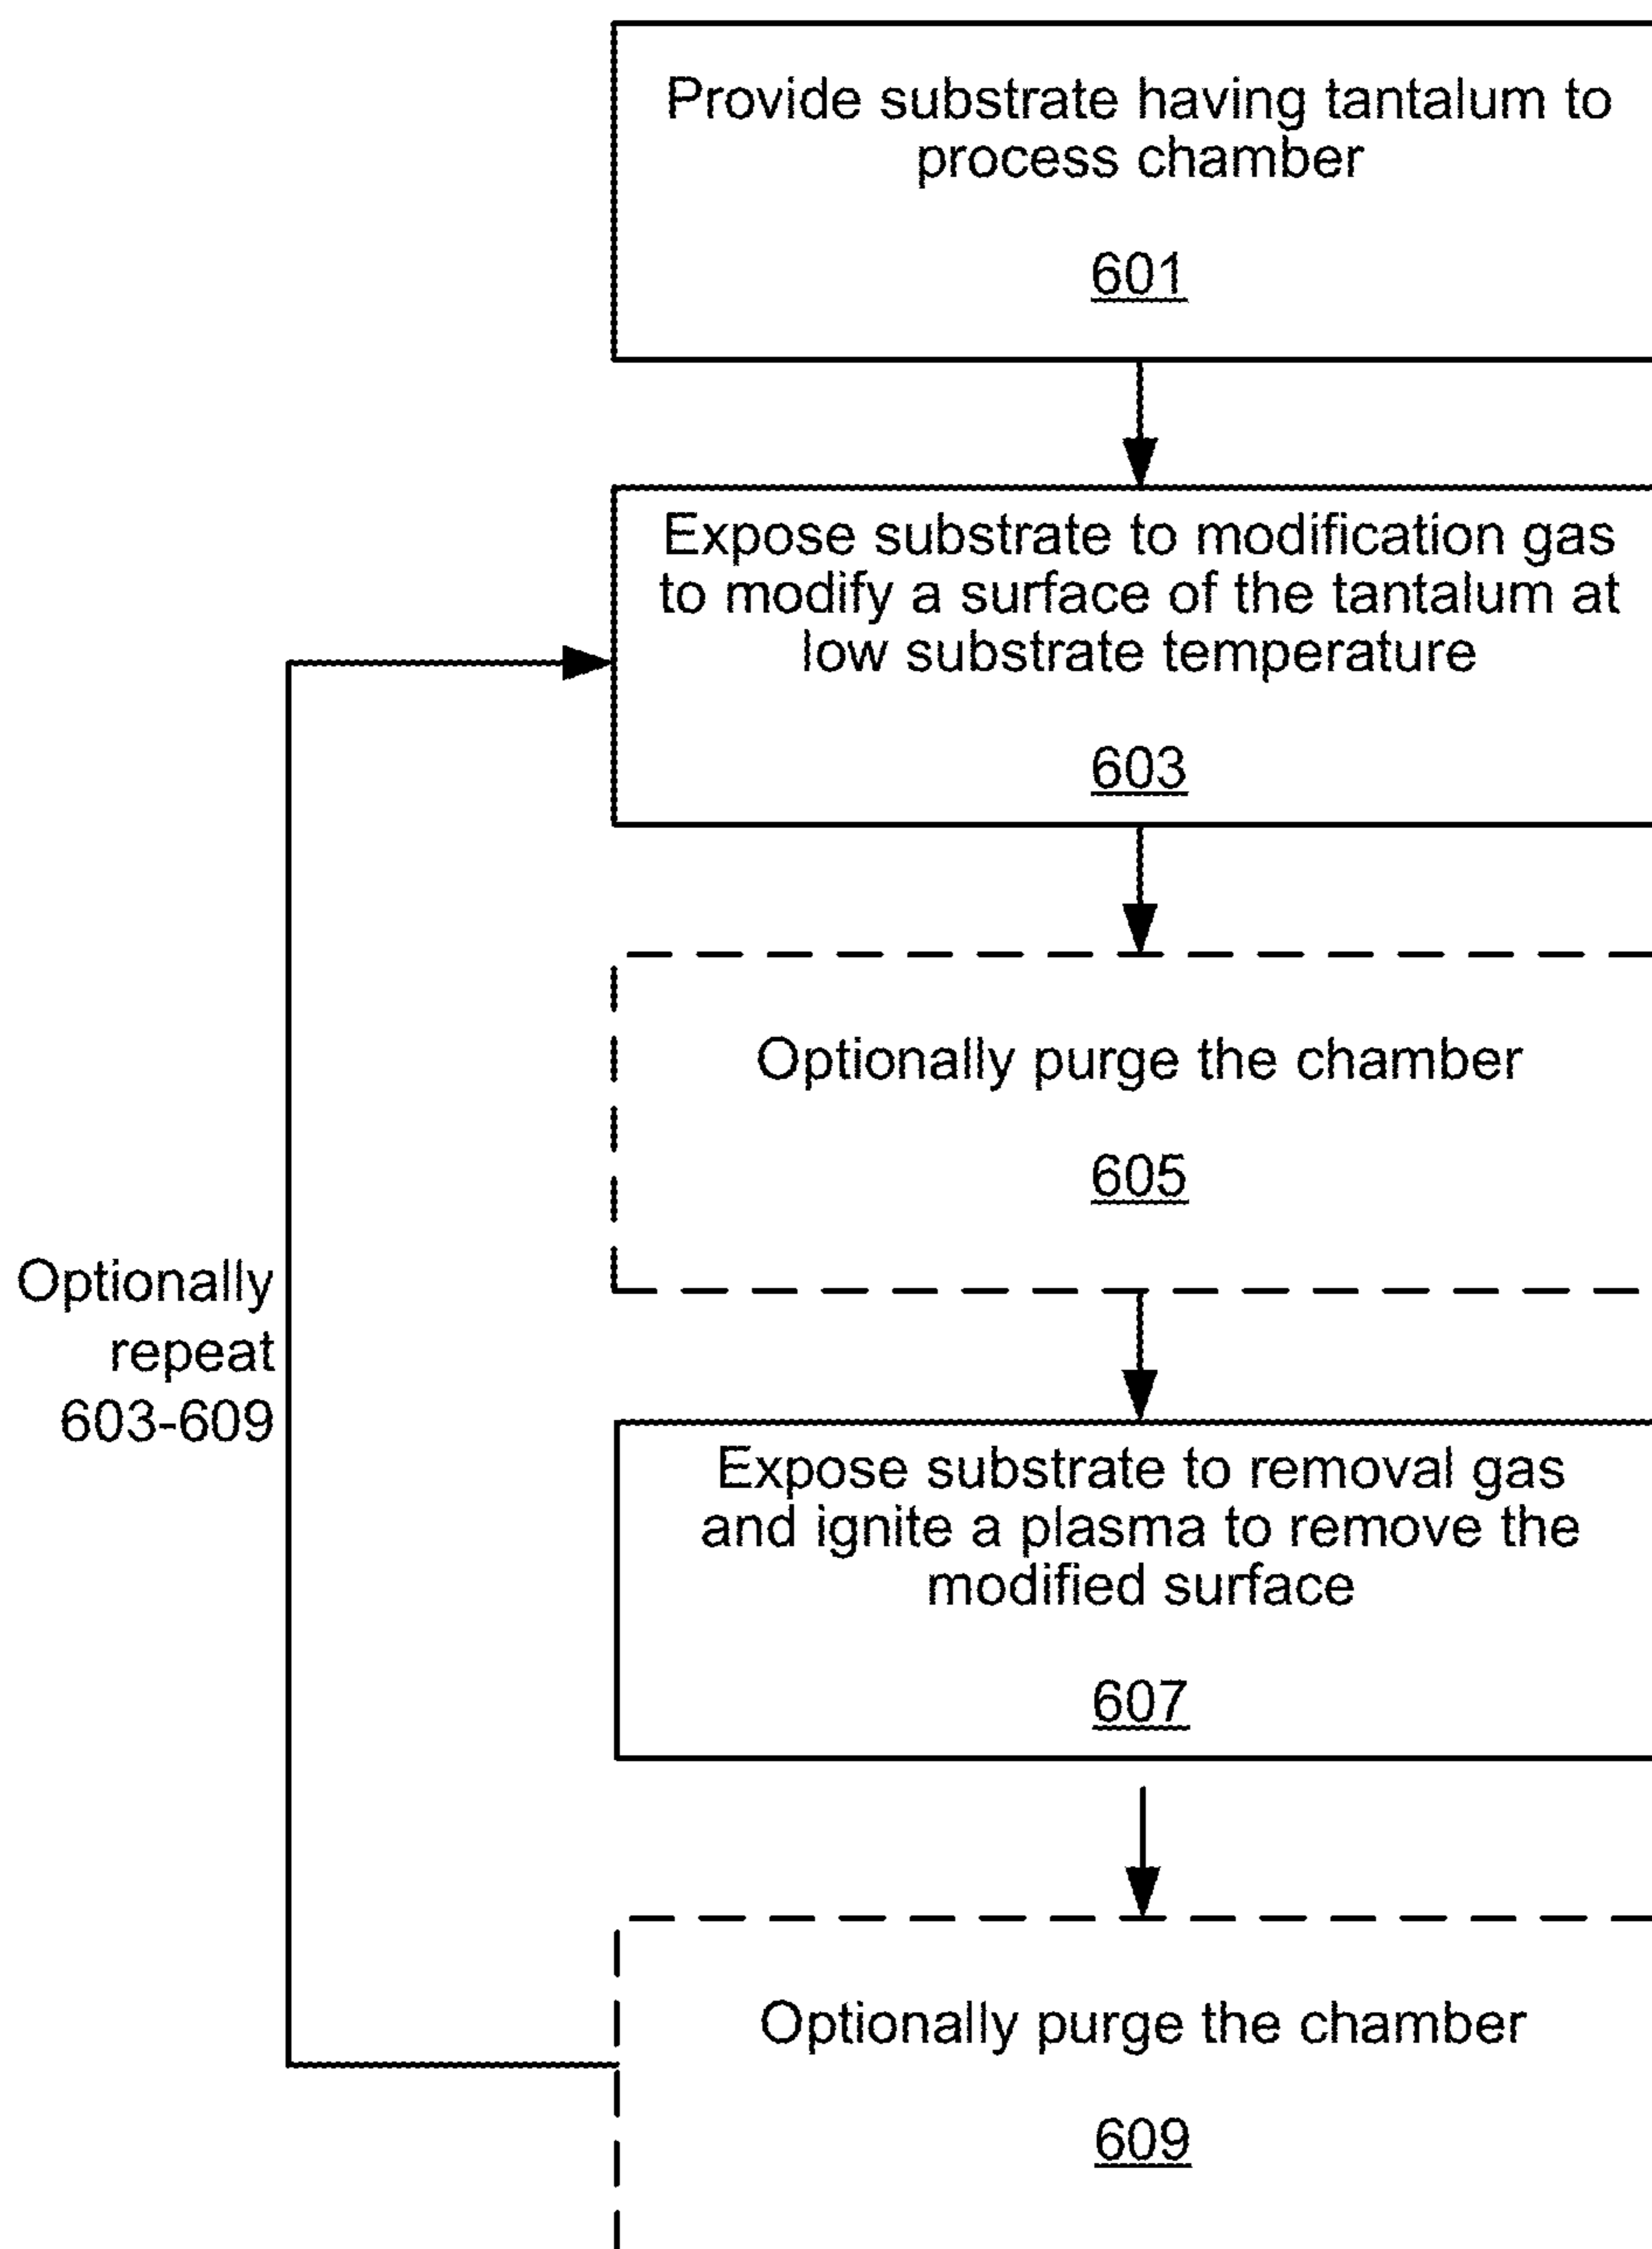 Provide substrate having tantalum to
process chamber
601
Expose substrate to modification gas
to modify a surface of the tantalum at
low substrate temperature
603
Optionally purge the chamber
605
Optionally
repeat
603-609
Expose substrate to removal gas
and ignite a plasma to remove the
modified surface
607
Optionally purge the chamber
609